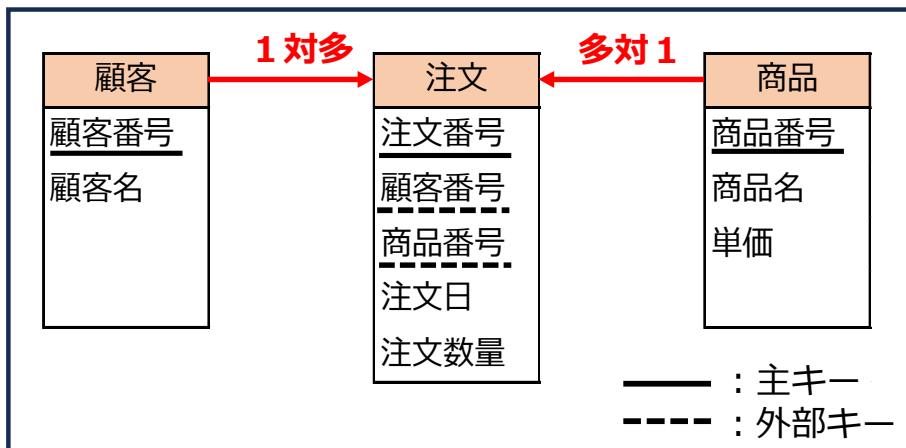 1対多
多対1
顧客
顧客番号
顧客名
注文
注文番号
顧客番号
商品番号
注文日
注文数量
商品
商品番号
商品名
単価
：主キー
：外部キー